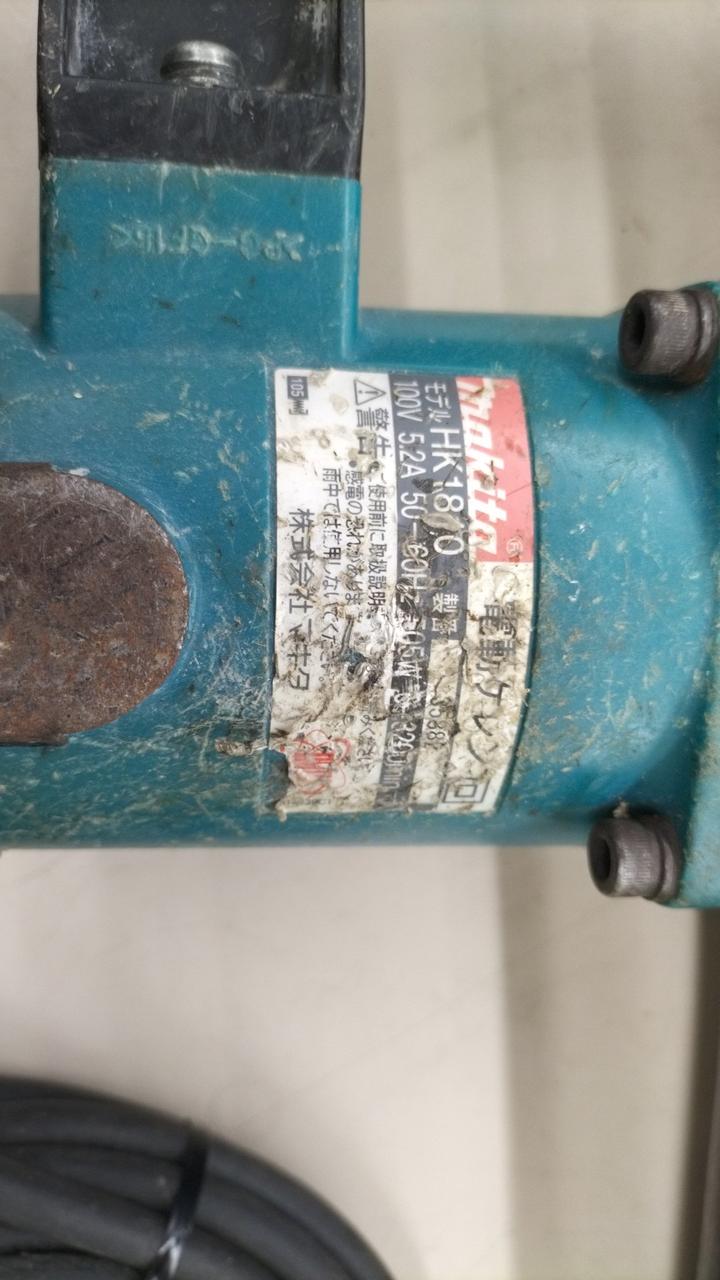 makita
電動ケレン
モデル HK1810 製番
100V 5.2A 50-60Hz 505W
警告 ・使用前に取扱説明
・感電の恐れがあります
雨中では使用しないでください
株式会社マキタ
105
>PC-GF15<